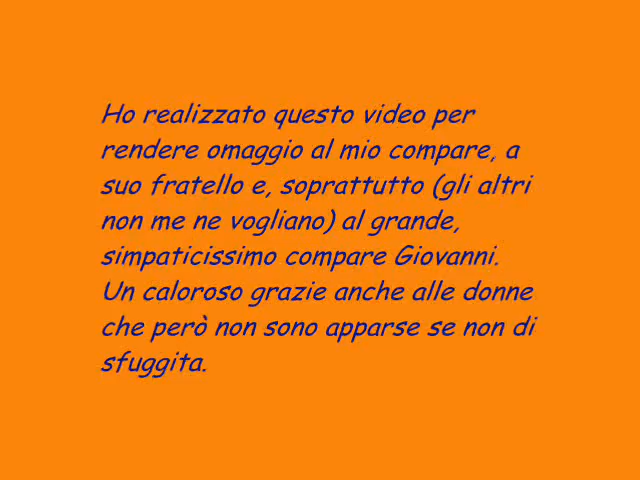 Ho realizzato questo video per
rendere omaggio al mio compare, a
suo fratello e, soprattutto (gli altri
non me ne vogliano) al grande,
simpaticissimo compare Giovanni.
Un caloroso grazie anche alle donne
che però non sono apparse se non di
sfuggita.